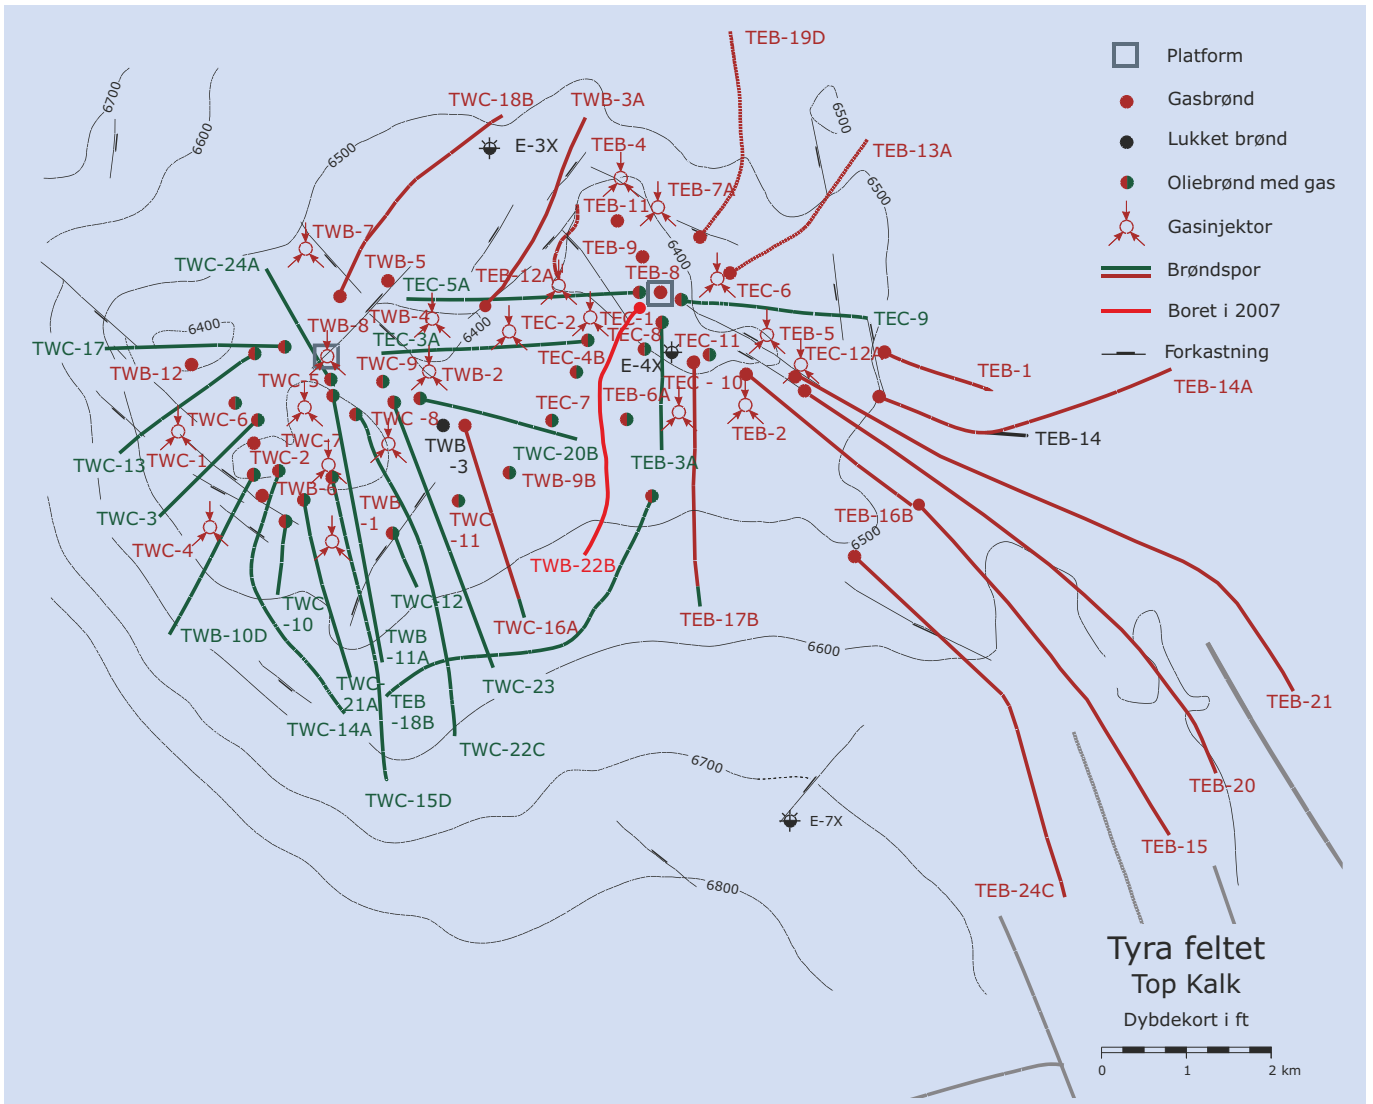 TEB-19D
Platform
6700
TWC-18B
TWB-3A
Gasbrønd
6500
6600
Lukket brønd
6500
E-3X
TEB-4
TEB-13A
Oliebrønd med gas
TEB-7A
6500
TEB-11
Gasinjektor
TWB-7
TEB-9
6400
TWC-24A
TWB-5
TEB-12A
TEB-8
Brøndspor
TEC-5A
TEC-6
Boret i 2007
TWB-4
TEC-2
TEC-1
TEC-9
6400
TWB-8
6400
TEC-3A
TEC-8
TEC-11
TEB-5
TWC-17
Forkastning
TEC-4B
E-4X
TEC-12A
TWB-12
TWC-9
TWB-2
TEB-1
TWC-5
TEC - 10
TEB-14A
TEB-6A
TWC-6
TWC -8
TEC-7
TEB-2
TWC-7
TWB
-3
TEB-14
TWC-13
TWC-1
TWC-2
TWC-20B
TEB-3A
TWB-9B
TWB-6
TWB
-1
TWC-3
TWC
-11
TEB-16B
TWC-4
6500
TWB-22B
TWC
-10
TWC-12
TEB-17B
TWB-10D
TWC-16A
TWB
-11A
6600
TWC-
21A
TEB
-18B
TWC-23
TEB-21
TWC-14A
TWC-22C
6700
TEB-20
TWC-15D
E-7X
TEB-15
6800
TEB-24C
Tyra feltet
Top Kalk
Dybdekort i ft
0 1 2 km